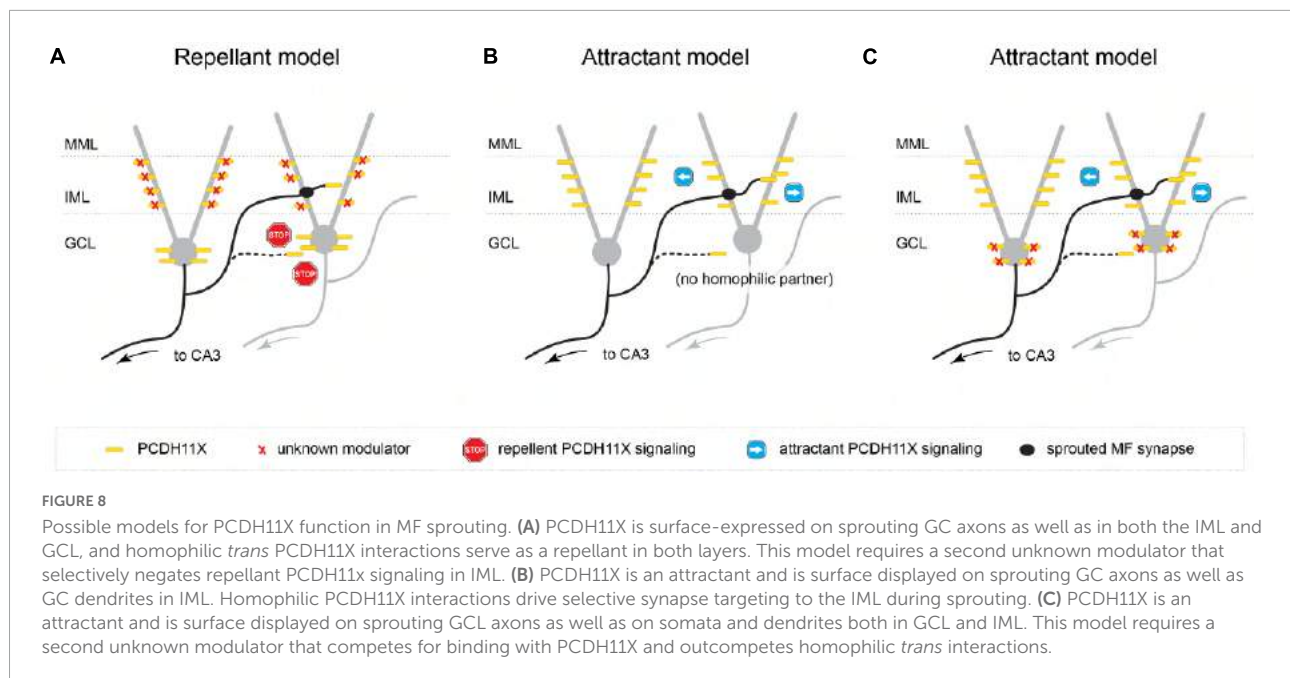 A Repellant model B Attractant model C Attractant model
MML MML MML
IML IML IML
STOP
GCL GCL GCL
STOP
(no homophilic partner)
to CA3 to CA3 to CA3
PCDH11X unknown modulator STOP repellent PCDH11X signaling attractant PCDH11X signaling sprouted MF synapse
FIGURE 8
Possible models for PCDH11X function in MF sprouting. (A) PCDH11X is surface-expressed on sprouting GC axons as well as in both the IML and
GCL, and homophilic trans PCDH11X interactions serve as a repellant in both layers. This model requires a second unknown modulator that
selectively negates repellant PCDH11x signaling in IML. (B) PCDH11X is an attractant and is surface displayed on sprouting GC axons as well as
GC dendrites in IML. Homophilic PCDH11X interactions drive selective synapse targeting to the IML during sprouting. (C) PCDH11X is an
attractant and is surface displayed on sprouting GCL axons as well as on somata and dendrites both in GCL and IML. This model requires a
second unknown modulator that competes for binding with PCDH11X and outcompetes homophilic trans interactions.